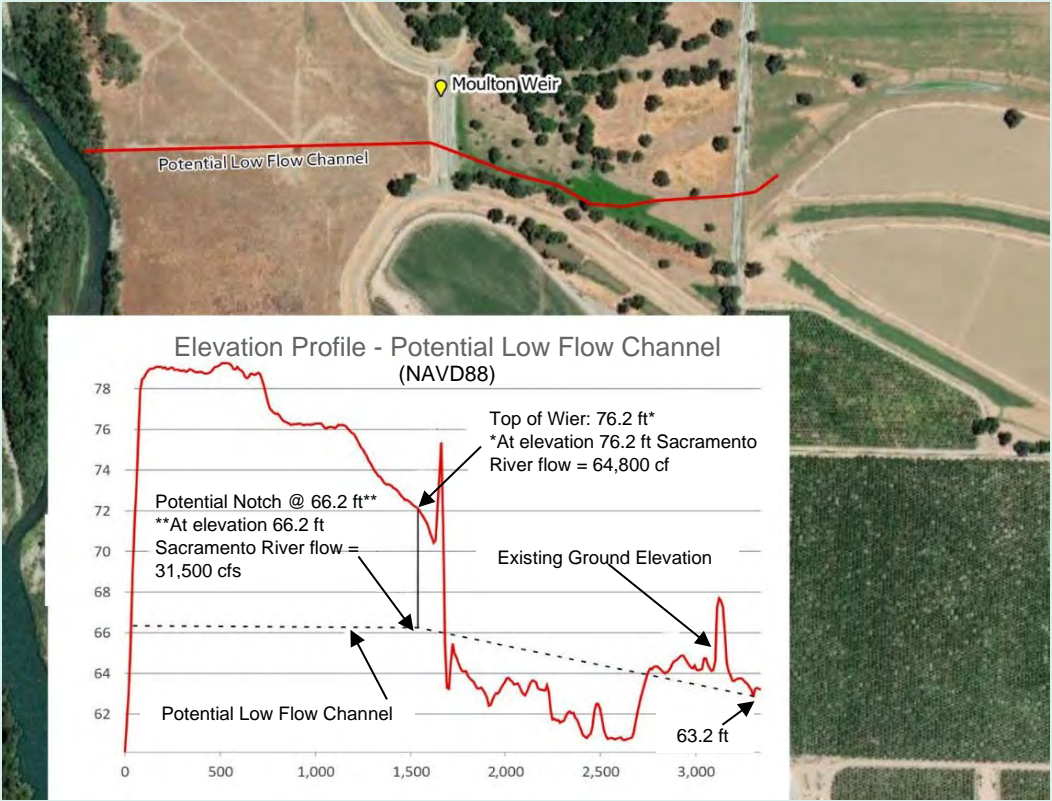 Moulton Weir
Potential Low Flow Channel
Elevation Profile - Potential Low Flow Channel
(NAVD88)
78
76
74
72
70
68
66
64
62
Top of Wier: 76.2 ft*
*At elevation 76.2 ft Sacramento
River flow = 64,800 cf
Potential Notch @ 66.2 ft**
**At elevation 66.2 ft
Sacramento River flow =
31,500 cfs
Existing Ground Elevation
Potential Low Flow Channel
63.2 ft
0
500
1,000
1,500
2,000
2,500
3,000